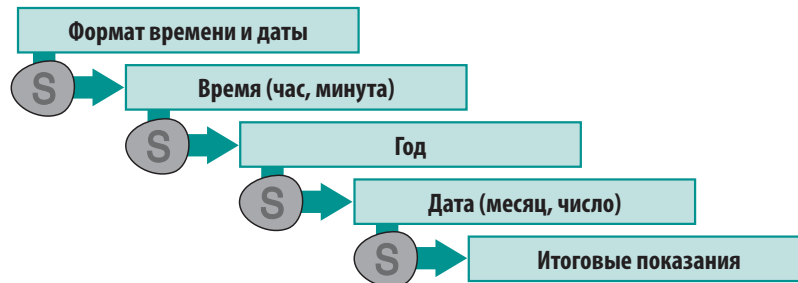 Формат времени и даты
S
Время (час, минута)
S
Год
S
Дата (месяц, число)
S
Итоговые показания